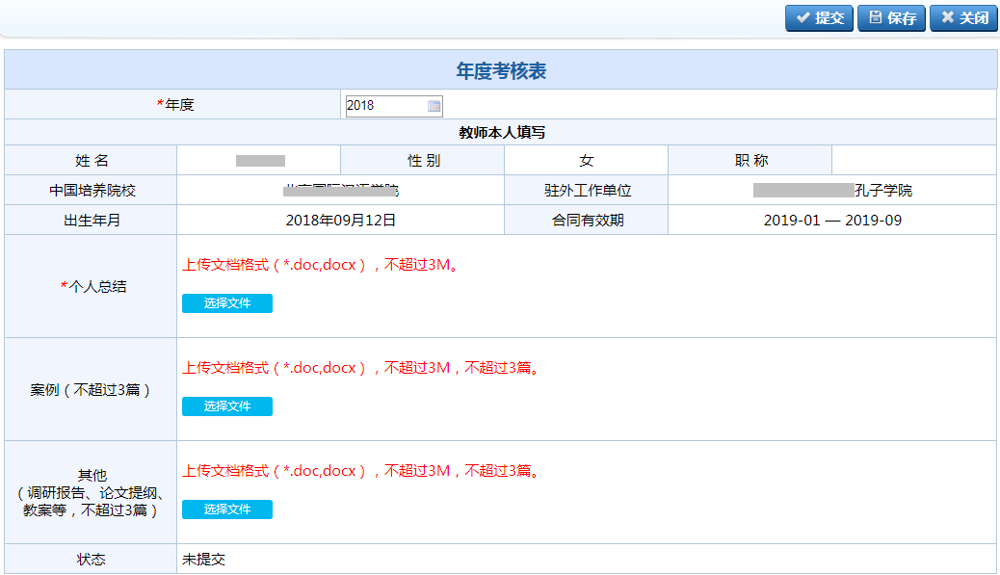 提交 保存 关闭
年度考核表
*年度 2018
教师本人填写
姓 名 性 别 女 职 称
中国培养院校 驻外工作单位 孔子学院
出生年月 2018年09月12日 合同有效期 2019-01 — 2019-09
上传文档格式（*.doc,docx），不超过3M。
*个人总结
选择文件
上传文档格式（*.doc,docx），不超过3M，不超过3篇。
案例（不超过3篇）
选择文件
上传文档格式（*.doc,docx），不超过3M，不超过3篇。
其他
（调研报告、论文提纲、
教案等，不超过3篇）
选择文件
状态 未提交